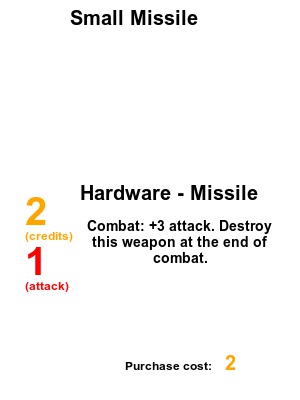 Small Missile
Hardware - Missile
2
(credits)
1
(attack)
Combat: +3 attack. Destroy
this weapon at the end of
combat.
Purchase cost: 2